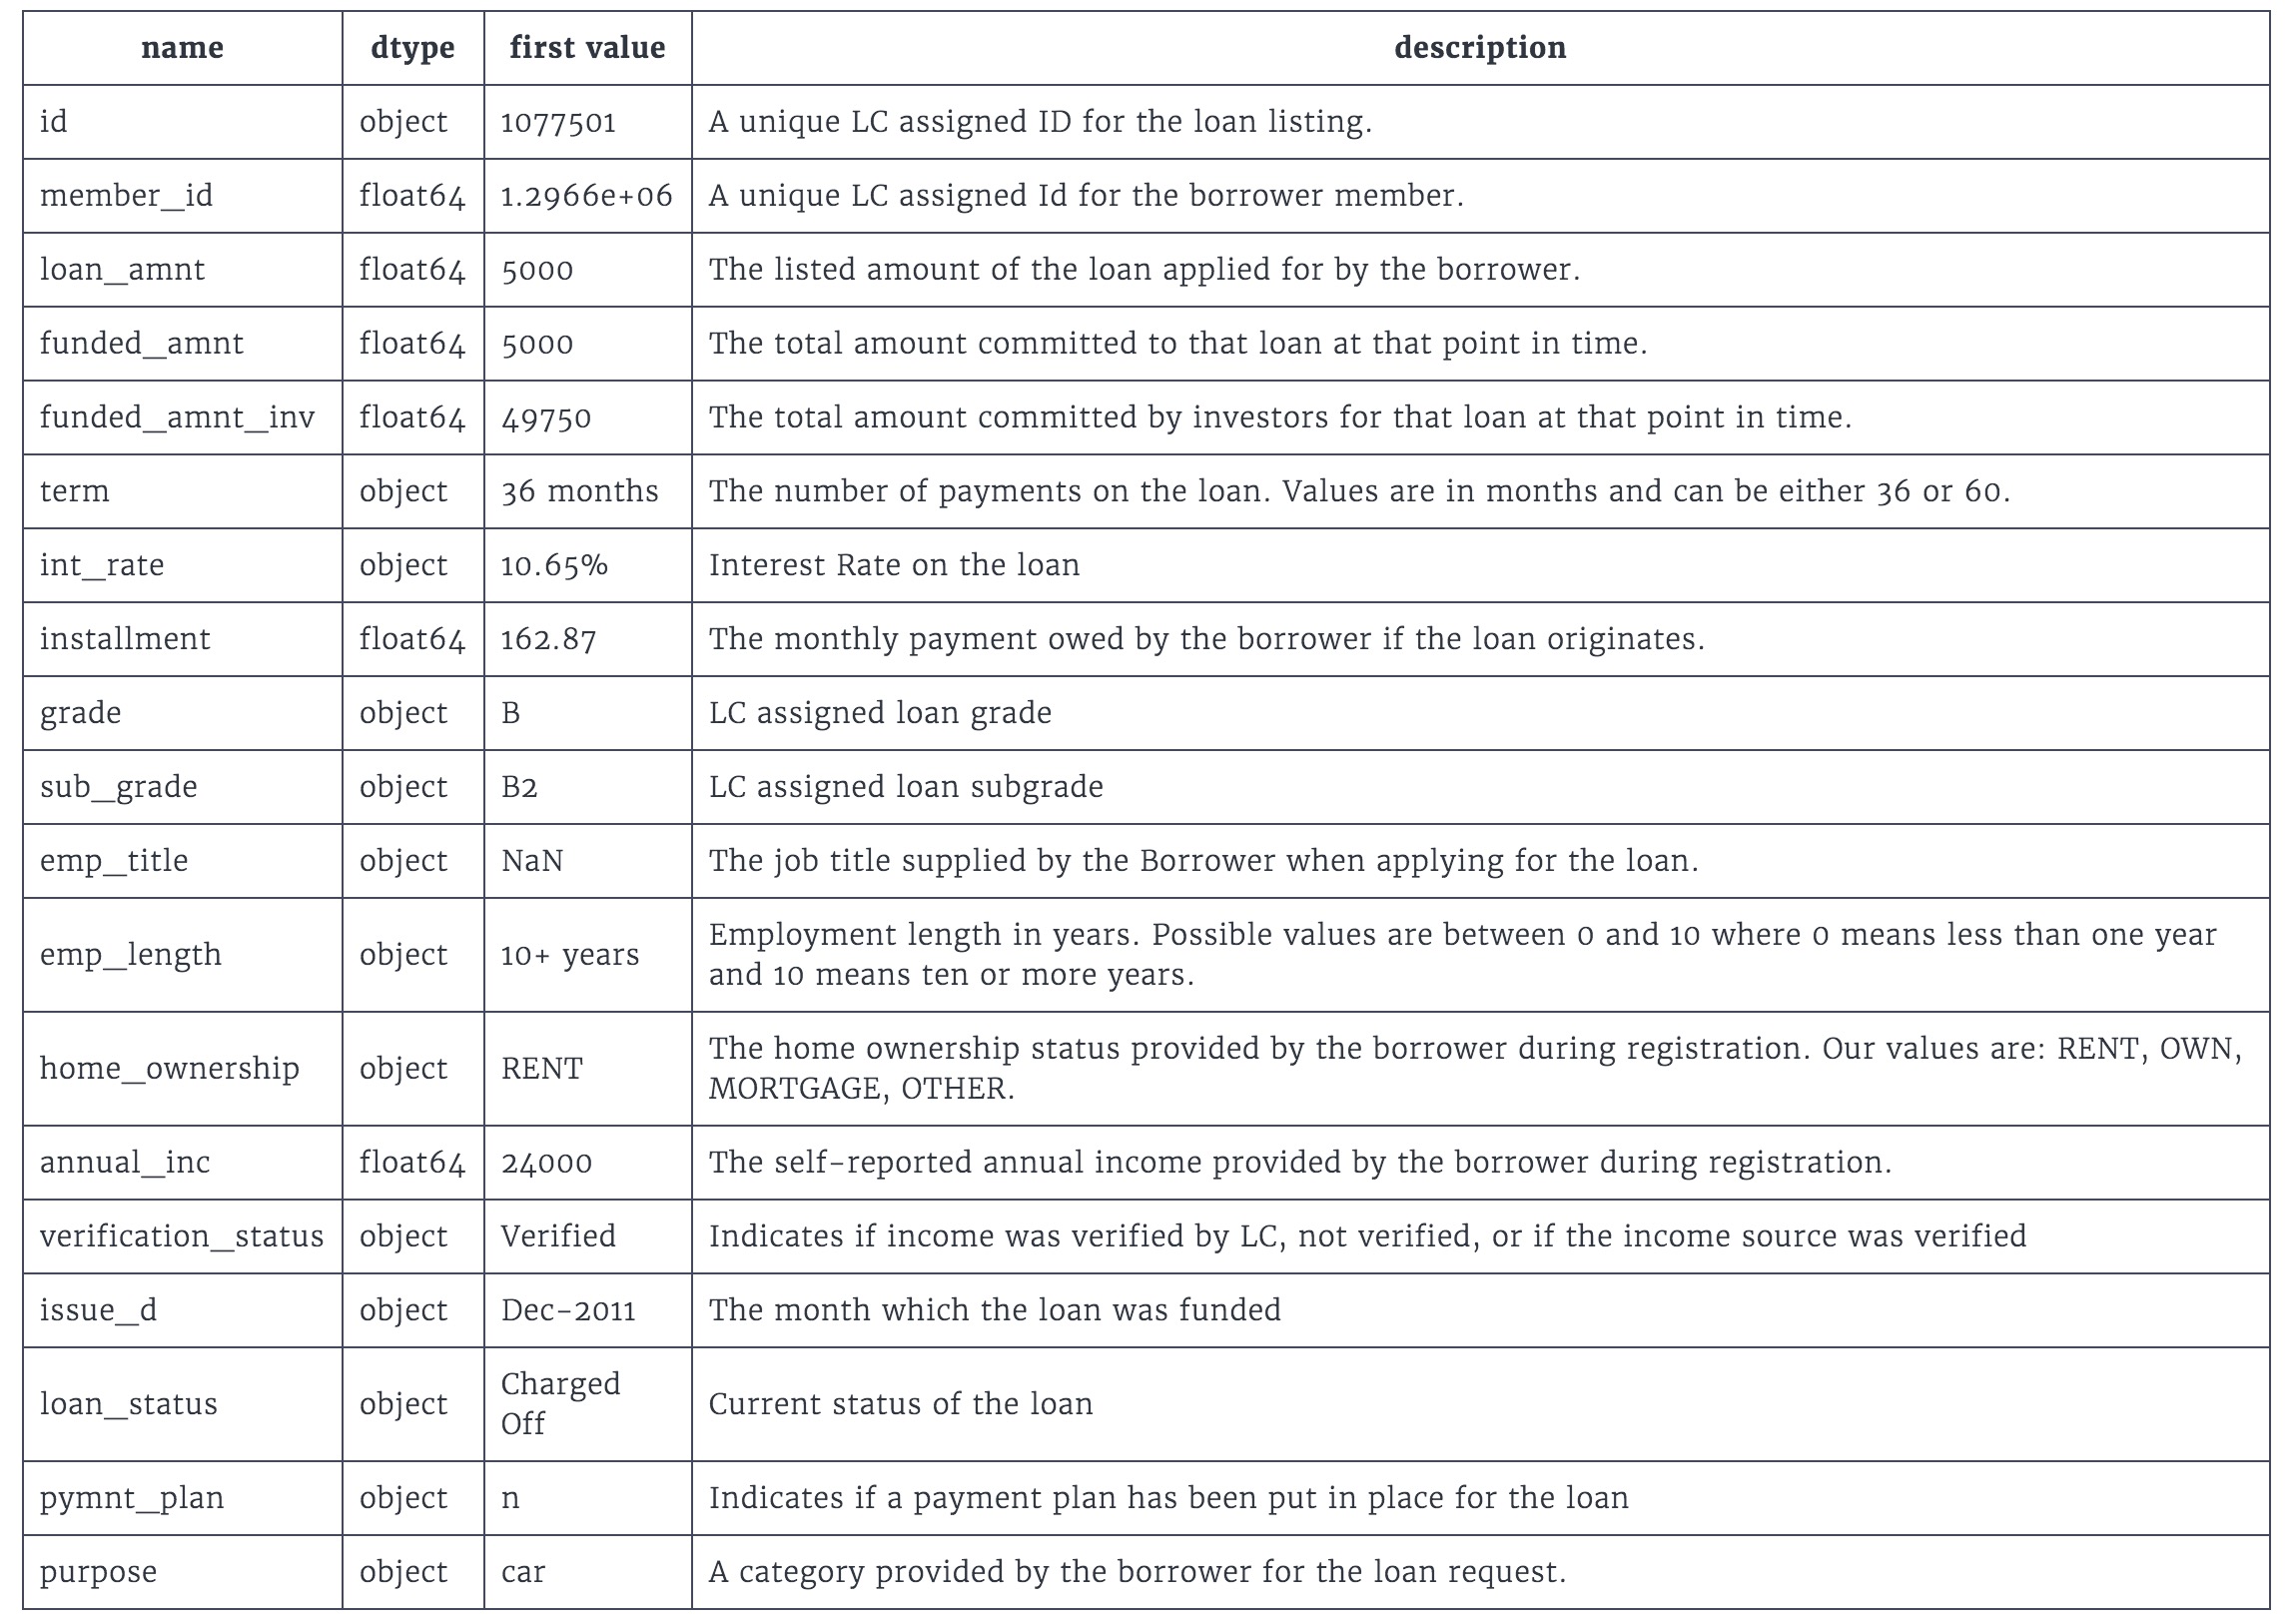 name dtype first value description
id object 1077501 A unique LC assigned ID for the loan listing.
member_id float64 1.2966e+06 A unique LC assigned Id for the borrower member.
loan_amnt float64 5000 The listed amount of the loan applied for by the borrower.
funded_amnt float64 5000 The total amount committed to that loan at that point in time.
funded_amnt_inv float64 49750 The total amount committed by investors for that loan at that point in time.
term object 36 months The number of payments on the loan. Values are in months and can be either 36 or 60.
int_rate object 10.65% Interest Rate on the loan
installment float64 162.87 The monthly payment owed by the borrower if the loan originates.
grade object B LC assigned loan grade
sub_grade object B2 LC assigned loan subgrade
emp_title object NaN The job title supplied by the Borrower when applying for the loan.
emp_length object 10+ years Employment length in years. Possible values are between 0 and 10 where 0 means less than one year
and 10 means ten or more years.
home_ownership object RENT The home ownership status provided by the borrower during registration. Our values are: RENT, OWN,
MORTGAGE, OTHER.
annual_inc float64 24000 The self-reported annual income provided by the borrower during registration.
verification_status object Verified Indicates if income was verified by LC, not verified, or if the income source was verified
issue_d object Dec-2011 The month which the loan was funded
loan_status object Charged
Off Current status of the loan
pymnt_plan object n Indicates if a payment plan has been put in place for the loan
purpose object car A category provided by the borrower for the loan request.